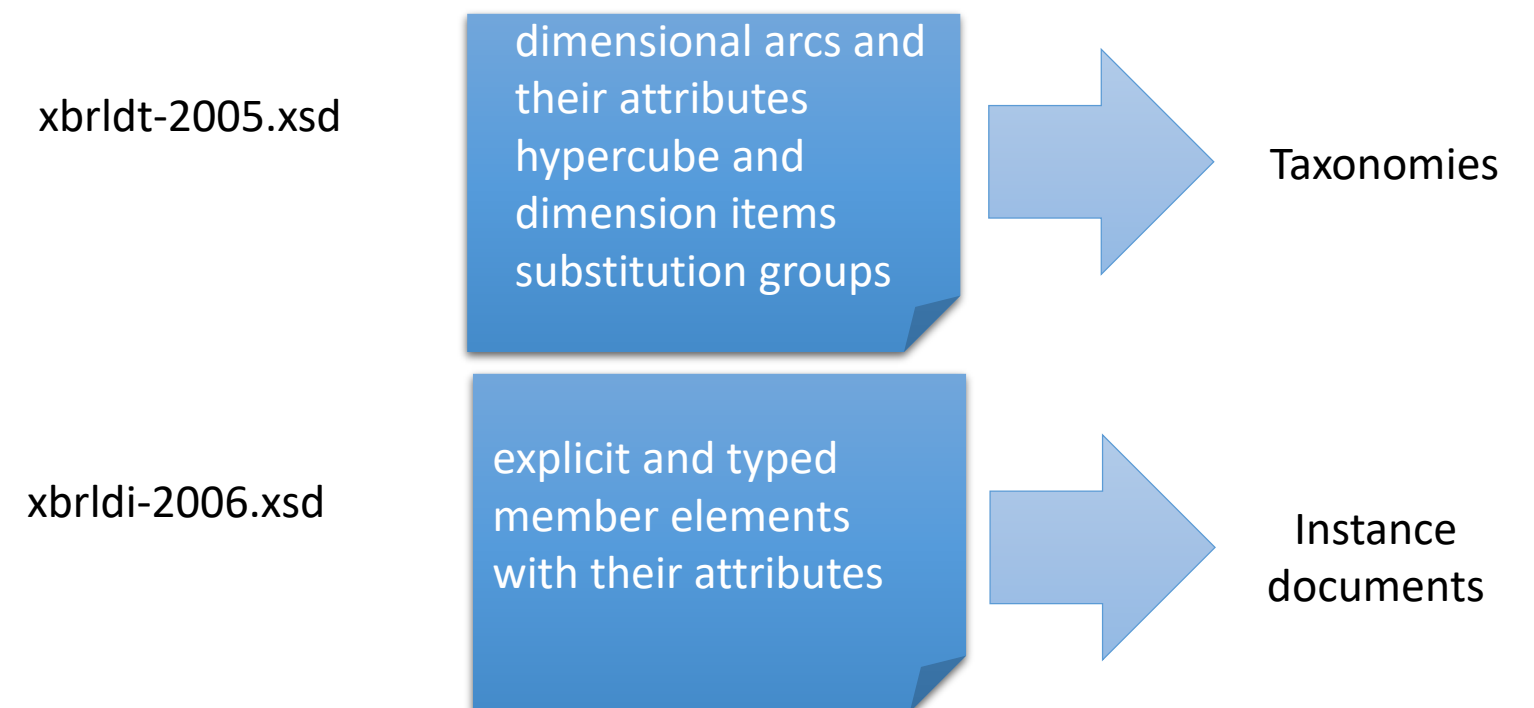 xbrldt-2005.xsd
dimensional arcs and
their attributes
hypercube and
dimension items
substitution groups
Taxonomies
xbrldi-2006.xsd
explicit and typed
member elements
with their attributes
Instance
documents